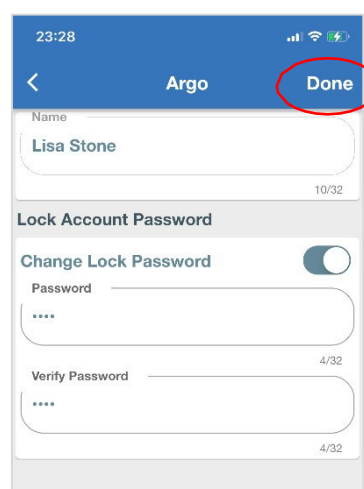 23:28
Argo Done
Name
Lisa Stone
10/32
Lock Account Password
Change Lock Password
Password
••••
4/32
Verify Password
••••
4/32